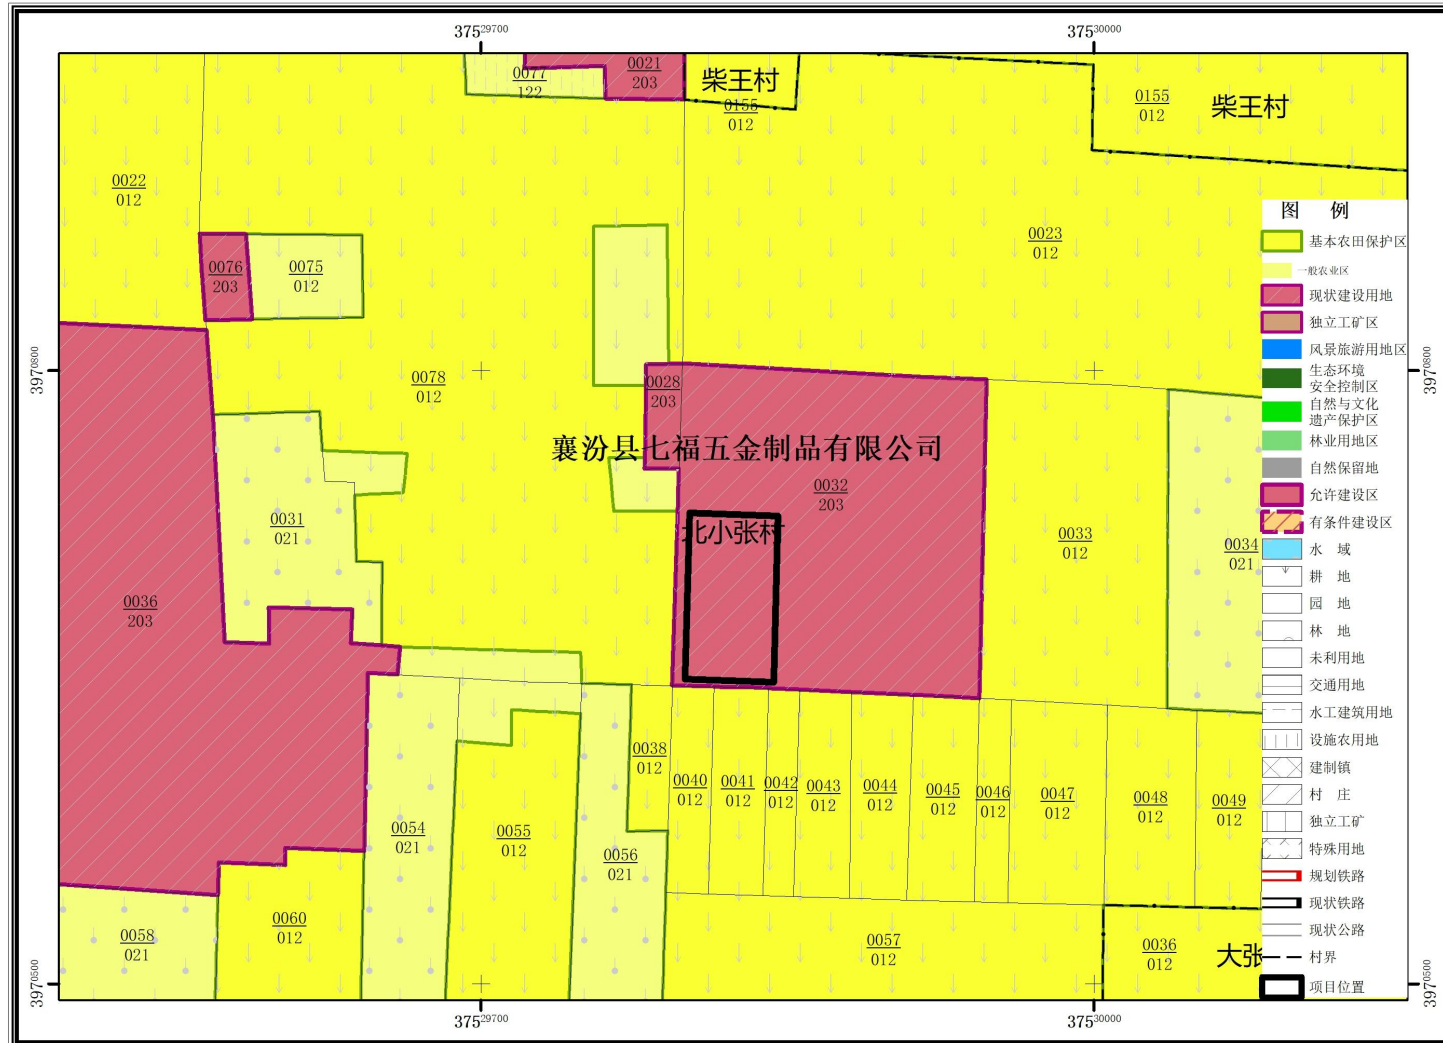 375²⁹⁷⁰⁰
375³⁰⁰⁰⁰
0077
122
0021
203
柴王村
0155
012
0155
012
柴王村
0022
012
0023
012
0076
203
0075
012
3970⁸⁰⁰
3970⁸⁰⁰
0078
012
0028
203
襄汾县七福五金制品有限公司
0032
203
北小张村
0031
021
0033
012
0034
021
0036
203
0038
012
0040
012
0041
012
0042
012
0043
012
0044
012
0045
012
0046
012
0047
012
0048
012
0049
012
0054
021
0055
012
0056
021
0058
021
0060
012
0057
012
0036
012
大张
3970⁵⁰⁰
3970⁵⁰⁰
375²⁹⁷⁰⁰
375³⁰⁰⁰⁰
图 例
基本农田保护区
一般农业区
现状建设用地
独立工矿区
风景旅游用地区
生态环境
安全控制区
自然与文化
遗产保护区
林业用地区
自然保留地
允许建设区
有条件建设区
水 域
耕 地
园 地
林 地
未利用地
交通用地
水工建筑用地
设施农用地
建制镇
村 庄
独立工矿
特殊用地
规划铁路
现状铁路
现状公路
村界
项目位置